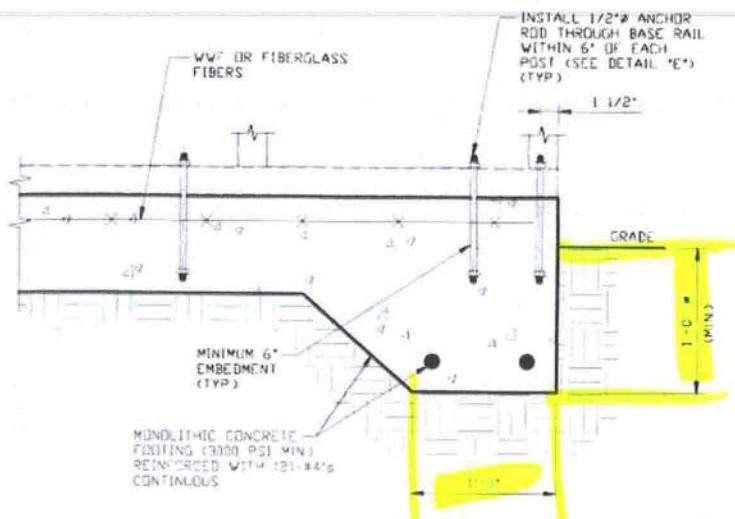 INSTALL 1/2"ø ANCHOR
ROD THROUGH BASE RAIL
WITHIN 6" OF EACH
POST (SEE DETAIL "E")
(TYP)
WWF OR FIBERGLASS
FIBERS
1 1/2"
GRADE
1'-0"
(MIN)
MINIMUM 6"
EMBEDMENT
(TYP)
MONOLITHIC CONCRETE
FOOTING (3000 PSI MIN)
REINFORCED WITH (2)-#4's
CONTINUOUS
1'-0"